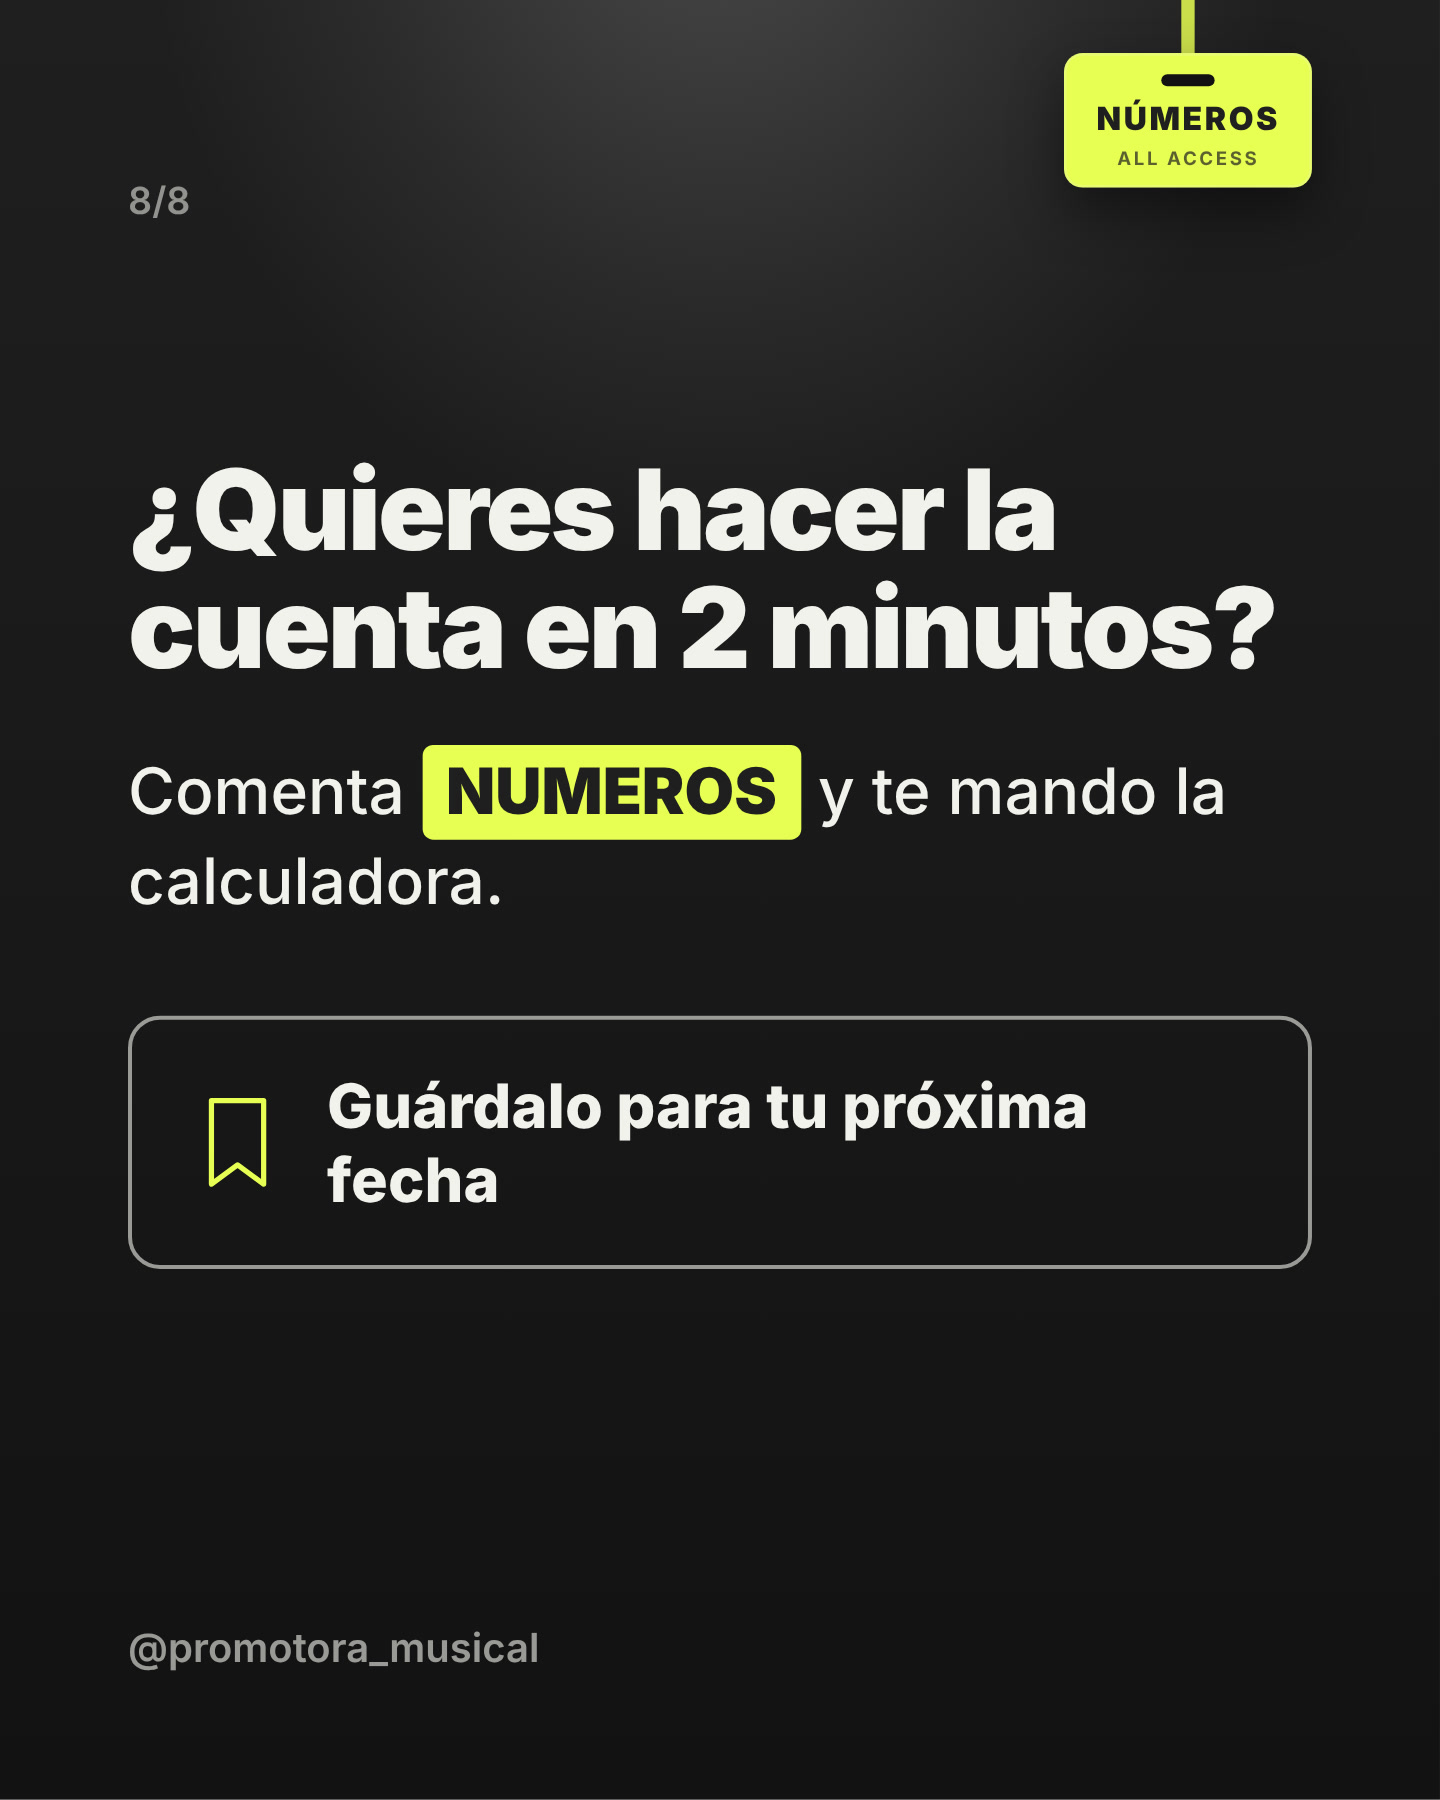 NÚMEROS
ALL ACCESS
8/8
¿Quieres hacer la
cuenta en 2 minutos?
Comenta NUMEROS y te mando la
calculadora.
Guárdalo para tu próxima
fecha
@promotora_musical